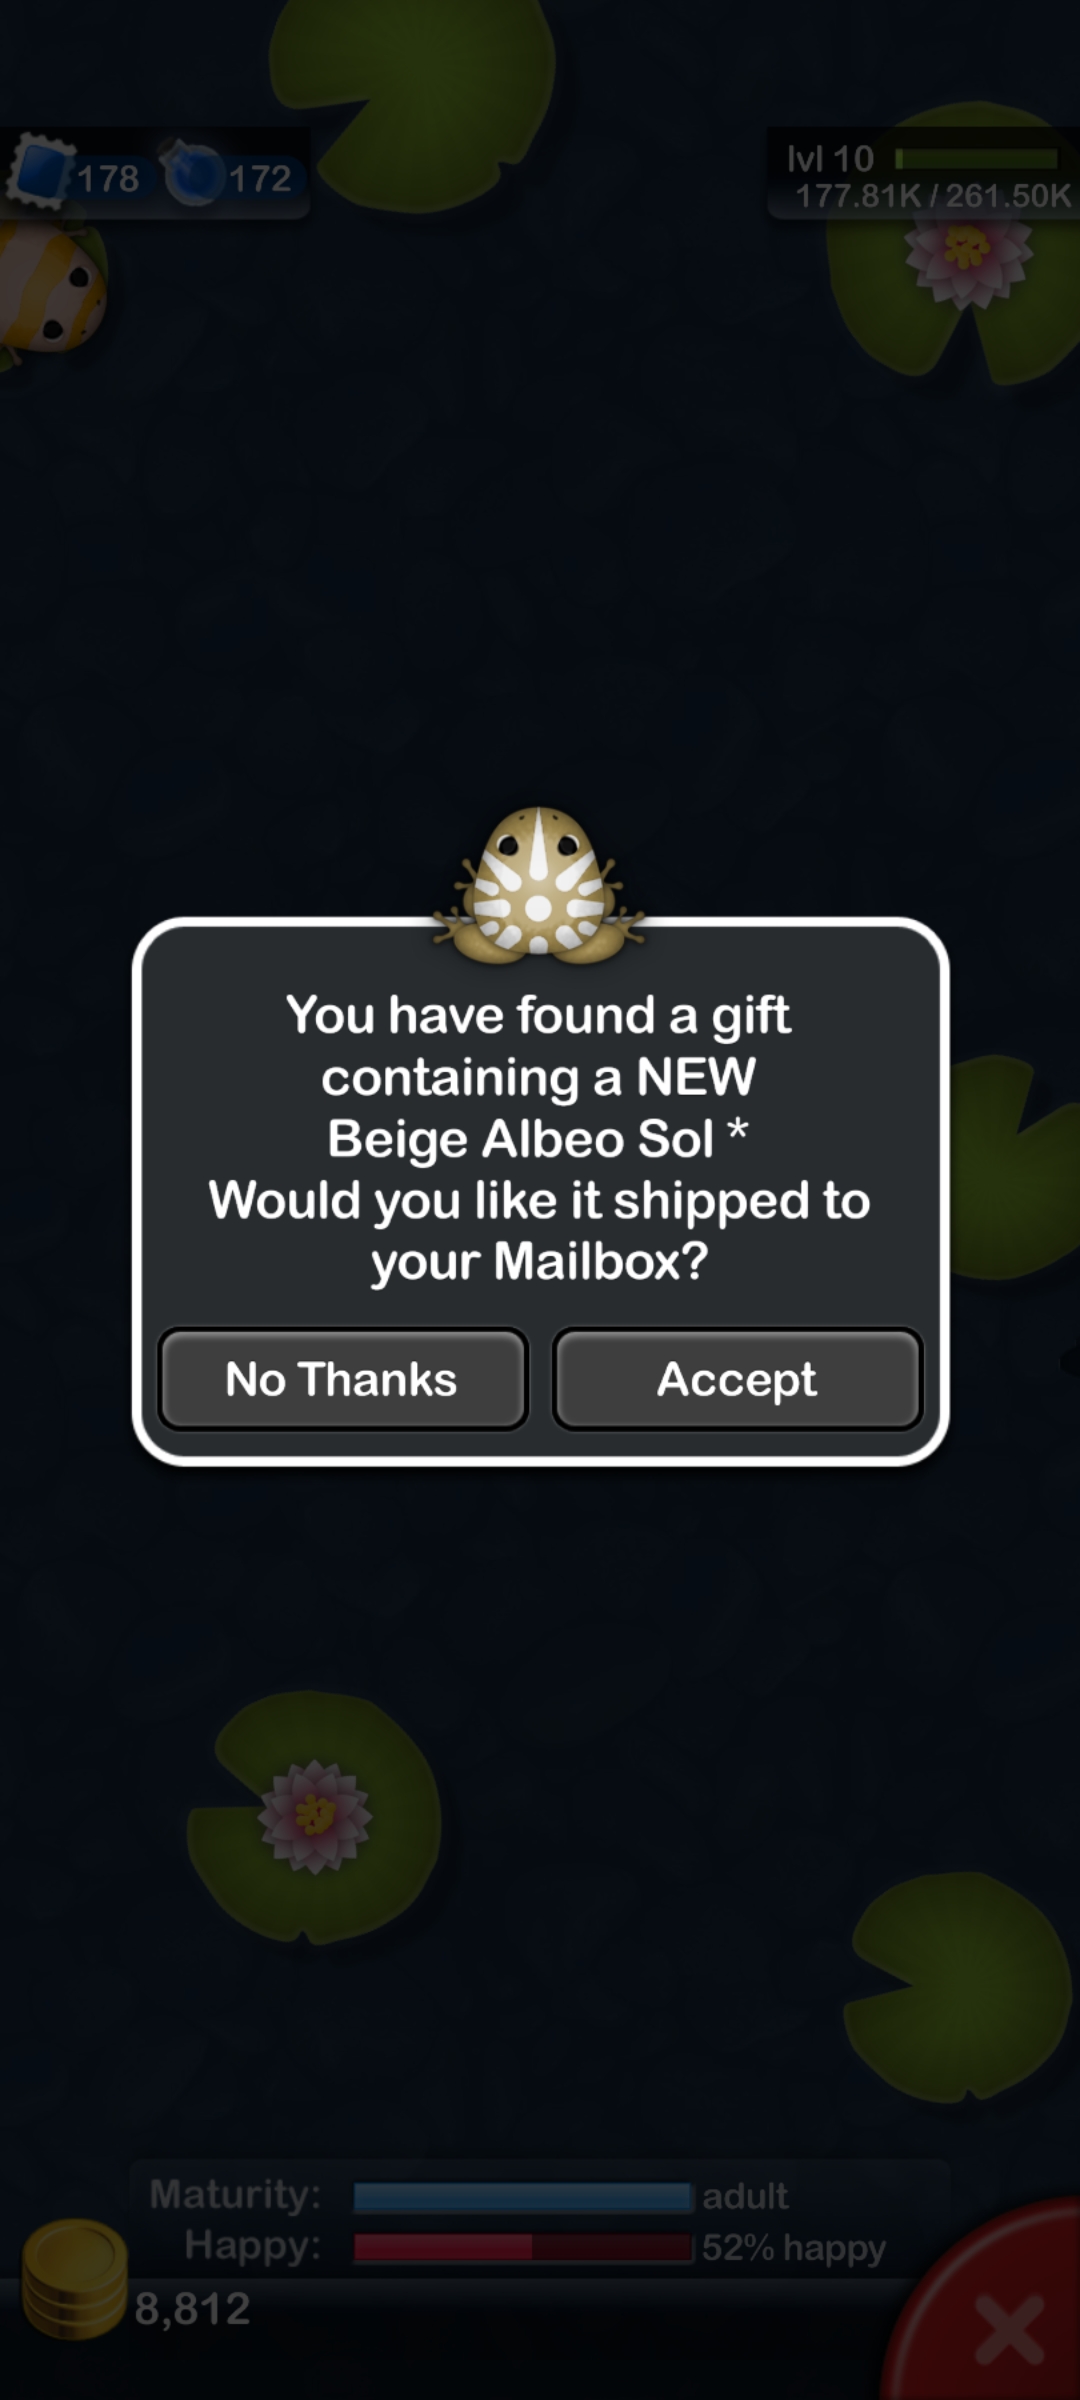 178 172
lvl 10
177.81K / 261.50K
You have found a gift
containing a NEW
Beige Albeo Sol *
Would you like it shipped to
your Mailbox?
No Thanks Accept
Maturity: adult
Happy: 52% happy
8,812